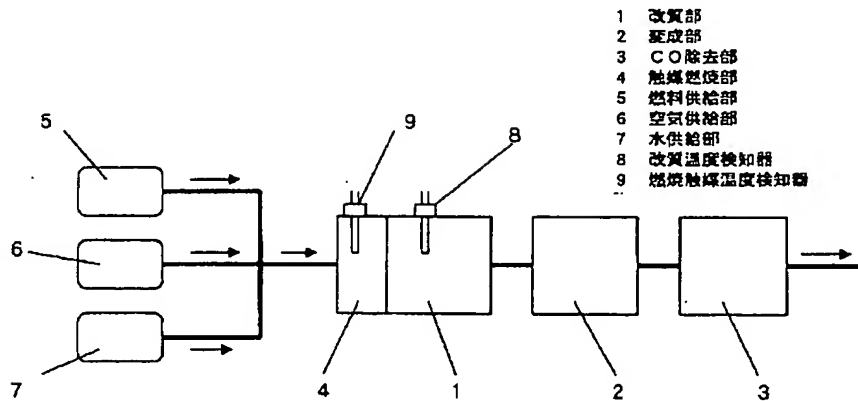 1 改質部
2 変成部
3 CO除去部
4 触媒燃焼部
5 燃料供給部
6 空気供給部
7 水供給部
8 改質温度検知器
9 燃焼触媒温度検知器
5
9
8
6
7
4
1
2
3